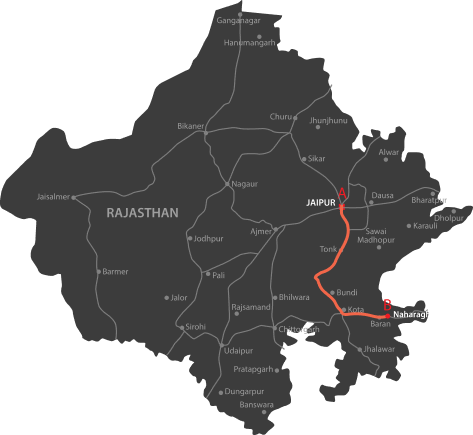 Ganganagar
Hanumangarh
Churu
Jhunjhunu
Bikaner
Alwar
Sikar
Nagaur
A
Jaisalmer
JAIPUR
Dausa
Bharatpur
RAJASTHAN
Dholpur
Karauli
Ajmer
Sawai
Madhopur
Jodhpur
Tonk
Barmer
Pali
Jalor
Bhilwara
Bundi
Rajsamand
B
Kota
Naharagh
Baran
Sirohi
Chittorgarh
Udaipur
Jhalawar
Pratapgarh
Dungarpur
Banswara